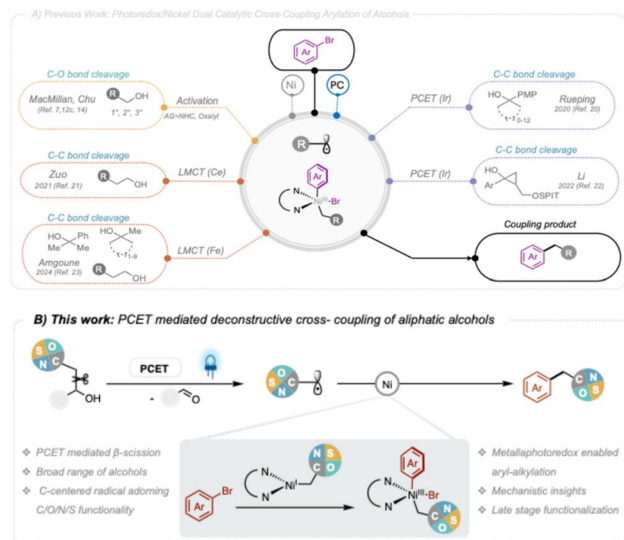 A) Previous Work: Photoredox/Nickel Dual Catalytic Cross-Coupling Arylation of Alcohols
Ar
Br
Ni
PC
C-O bond cleavage
MacMillan, Chu
(Ref. 7,12c, 14)
R
OH
1°, 2°, 3°
Activation
AG=NHC, Oxalyl
C-C bond cleavage
Zuo
2021 (Ref. 21)
R
OH
LMCT (Ce)
C-C bond cleavage
HO Ph
Me Me
HO Me
1-9
Amgoune
2024 (Ref. 23)
R
OH
LMCT (Fe)
R
Ar
N
N
Ni III
Br
R
PCET (Ir)
C-C bond cleavage
HO PMP
0-12
Rueping
2020 (Ref. 20)
PCET (Ir)
C-C bond cleavage
HO
Ar
OSPIT
Li
2022 (Ref. 22)
Coupling product
Ar
R
B) This work: PCET mediated deconstructive cross- coupling of aliphatic alcohols
S O N C
OH
PCET
-
O
S O N C
Ni
Ar
C N O S
❖ PCET mediated β-scission
❖ Broad range of alcohols
❖ C-centered radical adorning
C/O/N/S functionality
Ar
Br
N
N
Ni I
N S C O
Ar
N
N
Ni III
Br
C N O S
❖ Metallaphotoredox enabled
aryl-alkylation
❖ Mechanistic insights
❖ Late stage functionalization